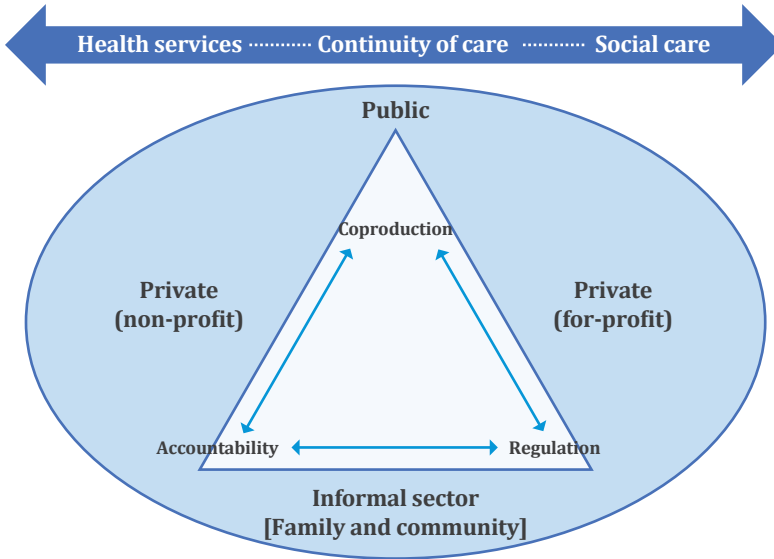 Health services ·········· Continuity of care ·········· Social care
Public
Coproduction
Private
(non-profit)
Private
(for-profit)
Accountability
Regulation
Informal sector
[Family and community]